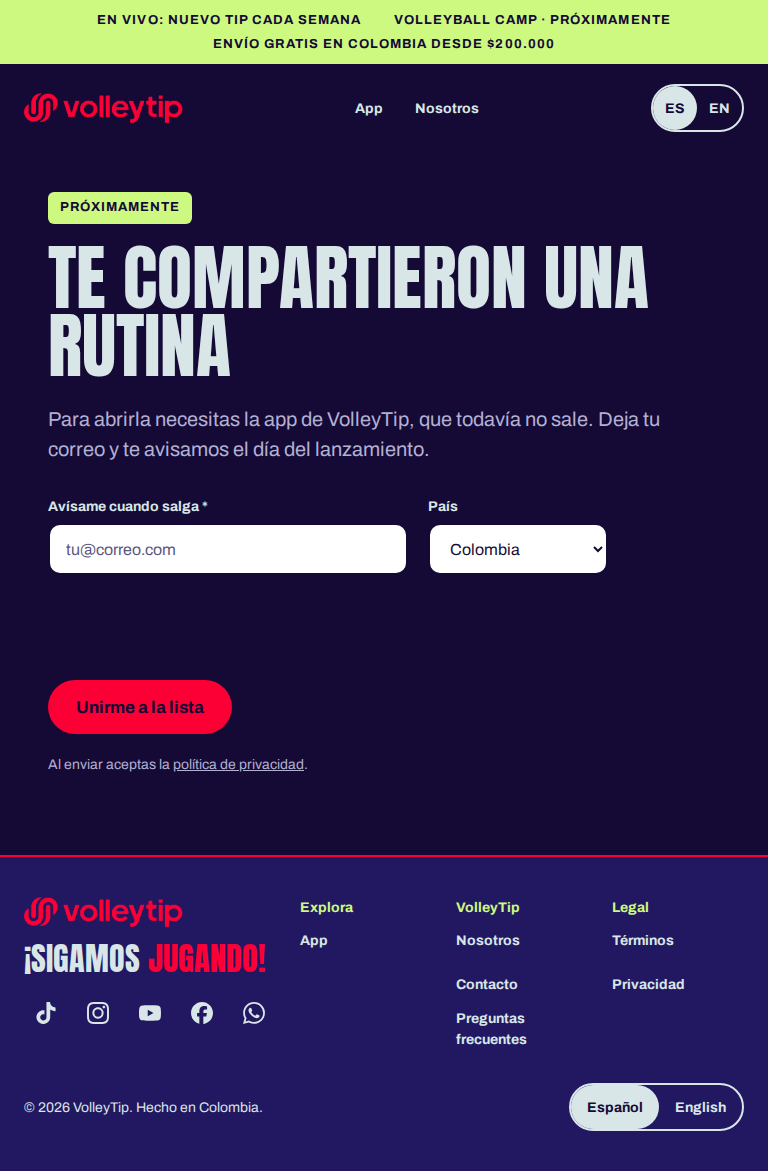 EN VIVO: NUEVO TIP CADA SEMANA VOLLEYBALL CAMP · PRÓXIMAMENTE
ENVÍO GRATIS EN COLOMBIA DESDE $200.000
volleytip App Nosotros ES EN
PRÓXIMAMENTE
TE COMPARTIERON UNA
RUTINA
Para abrirla necesitas la app de VolleyTip, que todavía no sale. Deja tu
correo y te avisamos el día del lanzamiento.
Avísame cuando salga * País
tu@correo.com Colombia
Unirme a la lista
Al enviar aceptas la política de privacidad.
volleytip
¡SIGAMOS JUGANDO!
Explora
App
VolleyTip
Nosotros
Contacto
Preguntas
frecuentes
Legal
Términos
Privacidad
© 2026 VolleyTip. Hecho en Colombia. Español English